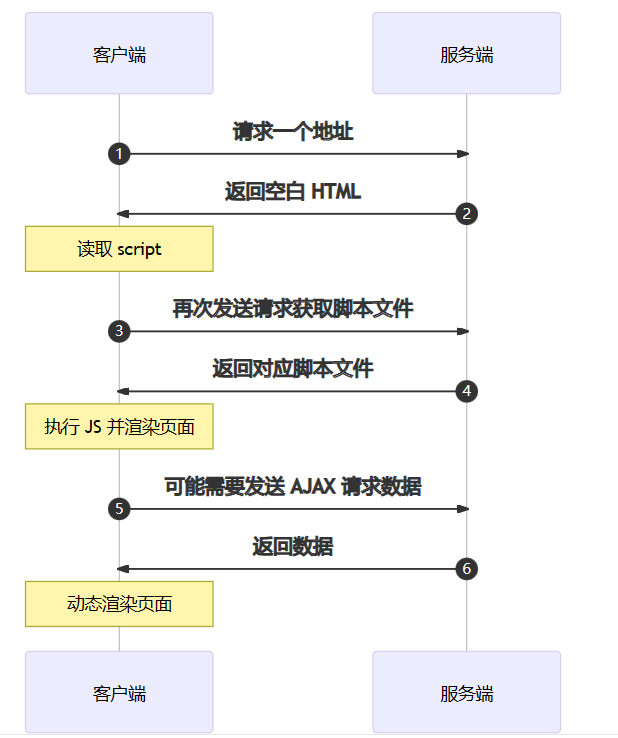 客户端
服务端
请求一个地址
1
返回空白 HTML
2
读取 script
再次发送请求获取脚本文件
3
返回对应脚本文件
4
执行 JS 并渲染页面
可能需要发送 AJAX 请求数据
5
返回数据
6
动态渲染页面
客户端
服务端